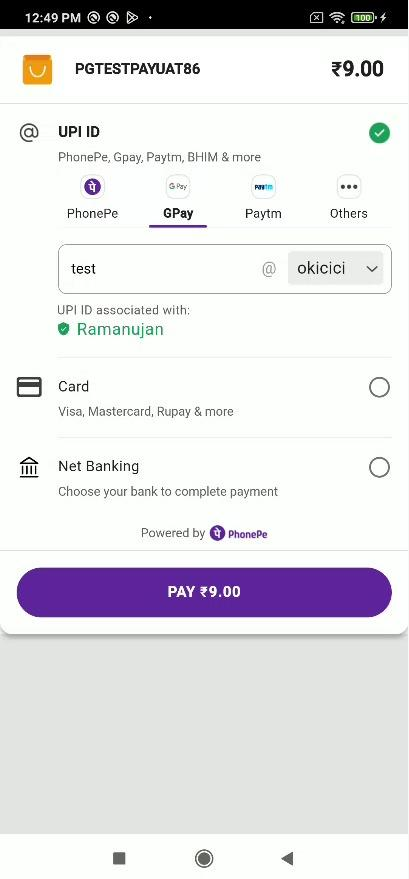 12:49 PM
100
PGTESTPAYUAT86 ₹9.00
@ UPI ID
PhonePe, Gpay, Paytm, BHIM & more
पे G Pay paytm
PhonePe GPay Paytm Others
test @ okicici
UPI ID associated with:
Ramanujan
Card
Visa, Mastercard, Rupay & more
Net Banking
Choose your bank to complete payment
Powered by पे PhonePe
PAY ₹9.00